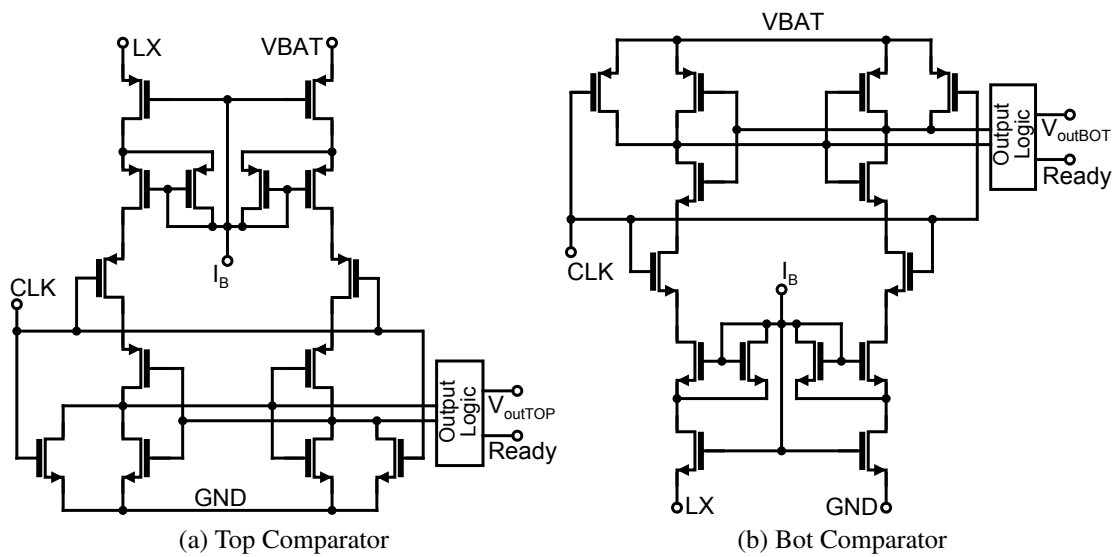 LX
VBAT
I_B
CLK
Output Logic
V_outTOP
Ready
GND
(a) Top Comparator
VBAT
Output Logic
V_outBOT
Ready
CLK
I_B
LX
GND
(b) Bot Comparator